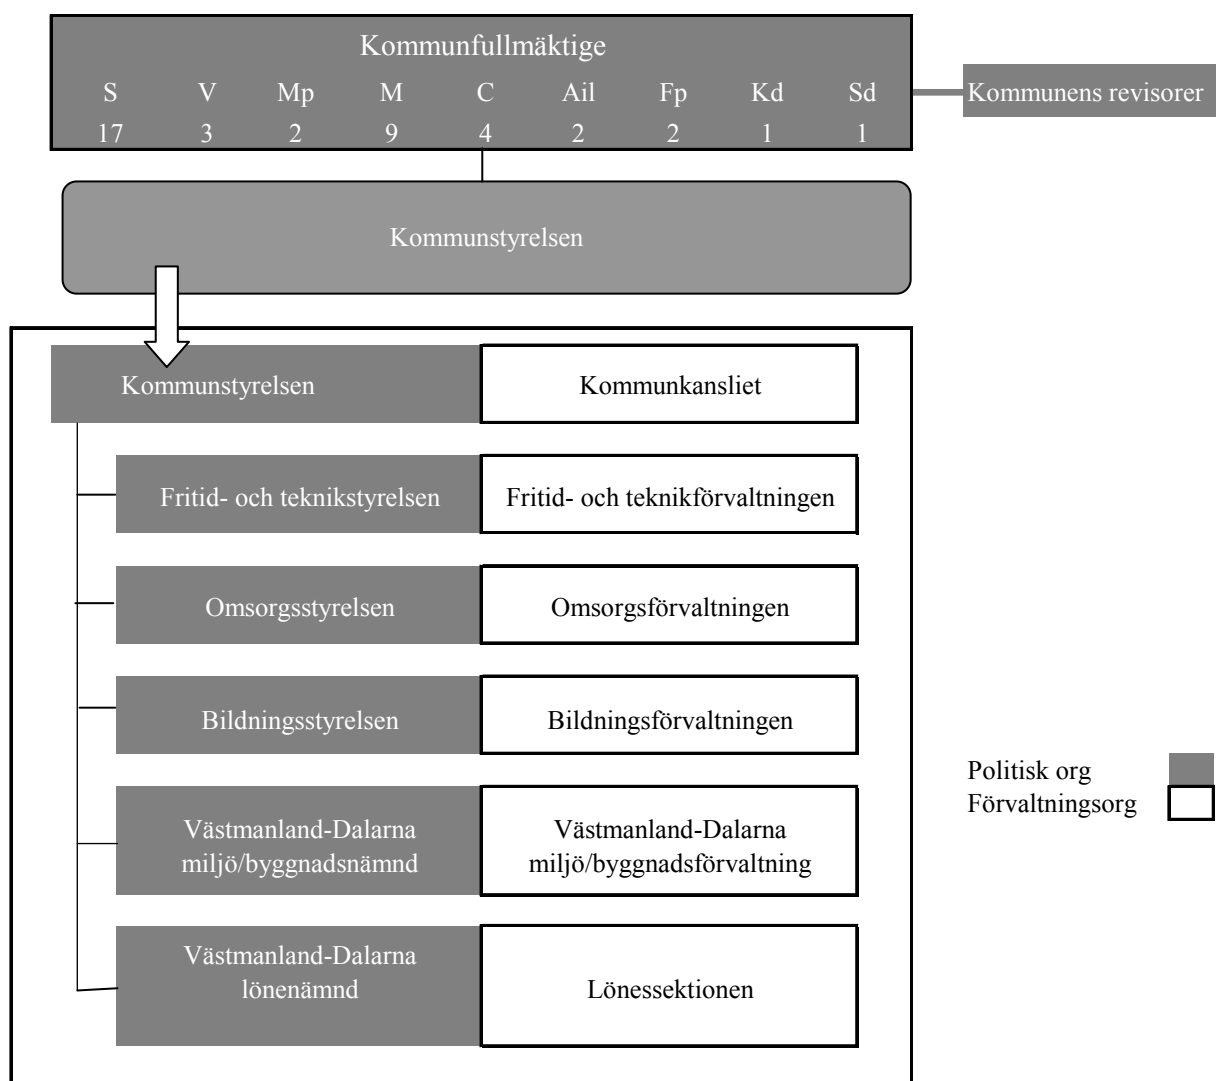 Kommunfullmäktige
S V Mp M C Ail Fp Kd Sd
17 3 2 9 4 2 2 1 1
Kommunens revisorer
Kommunstyrelsen
Kommunstyrelsen
Kommunkansliet
Fritid- och teknikstyrelsen
Fritid- och teknikförvaltningen
Omsorgsstyrelsen
Omsorgsförvaltningen
Bildningsstyrelsen
Bildningsförvaltningen
Västmanland-Dalarna
miljö/byggnadsnämnd
Västmanland-Dalarna
miljö/byggnadsförvaltning
Västmanland-Dalarna
lönenämnd
Lönessektionen
Politisk org
Förvaltningsorg